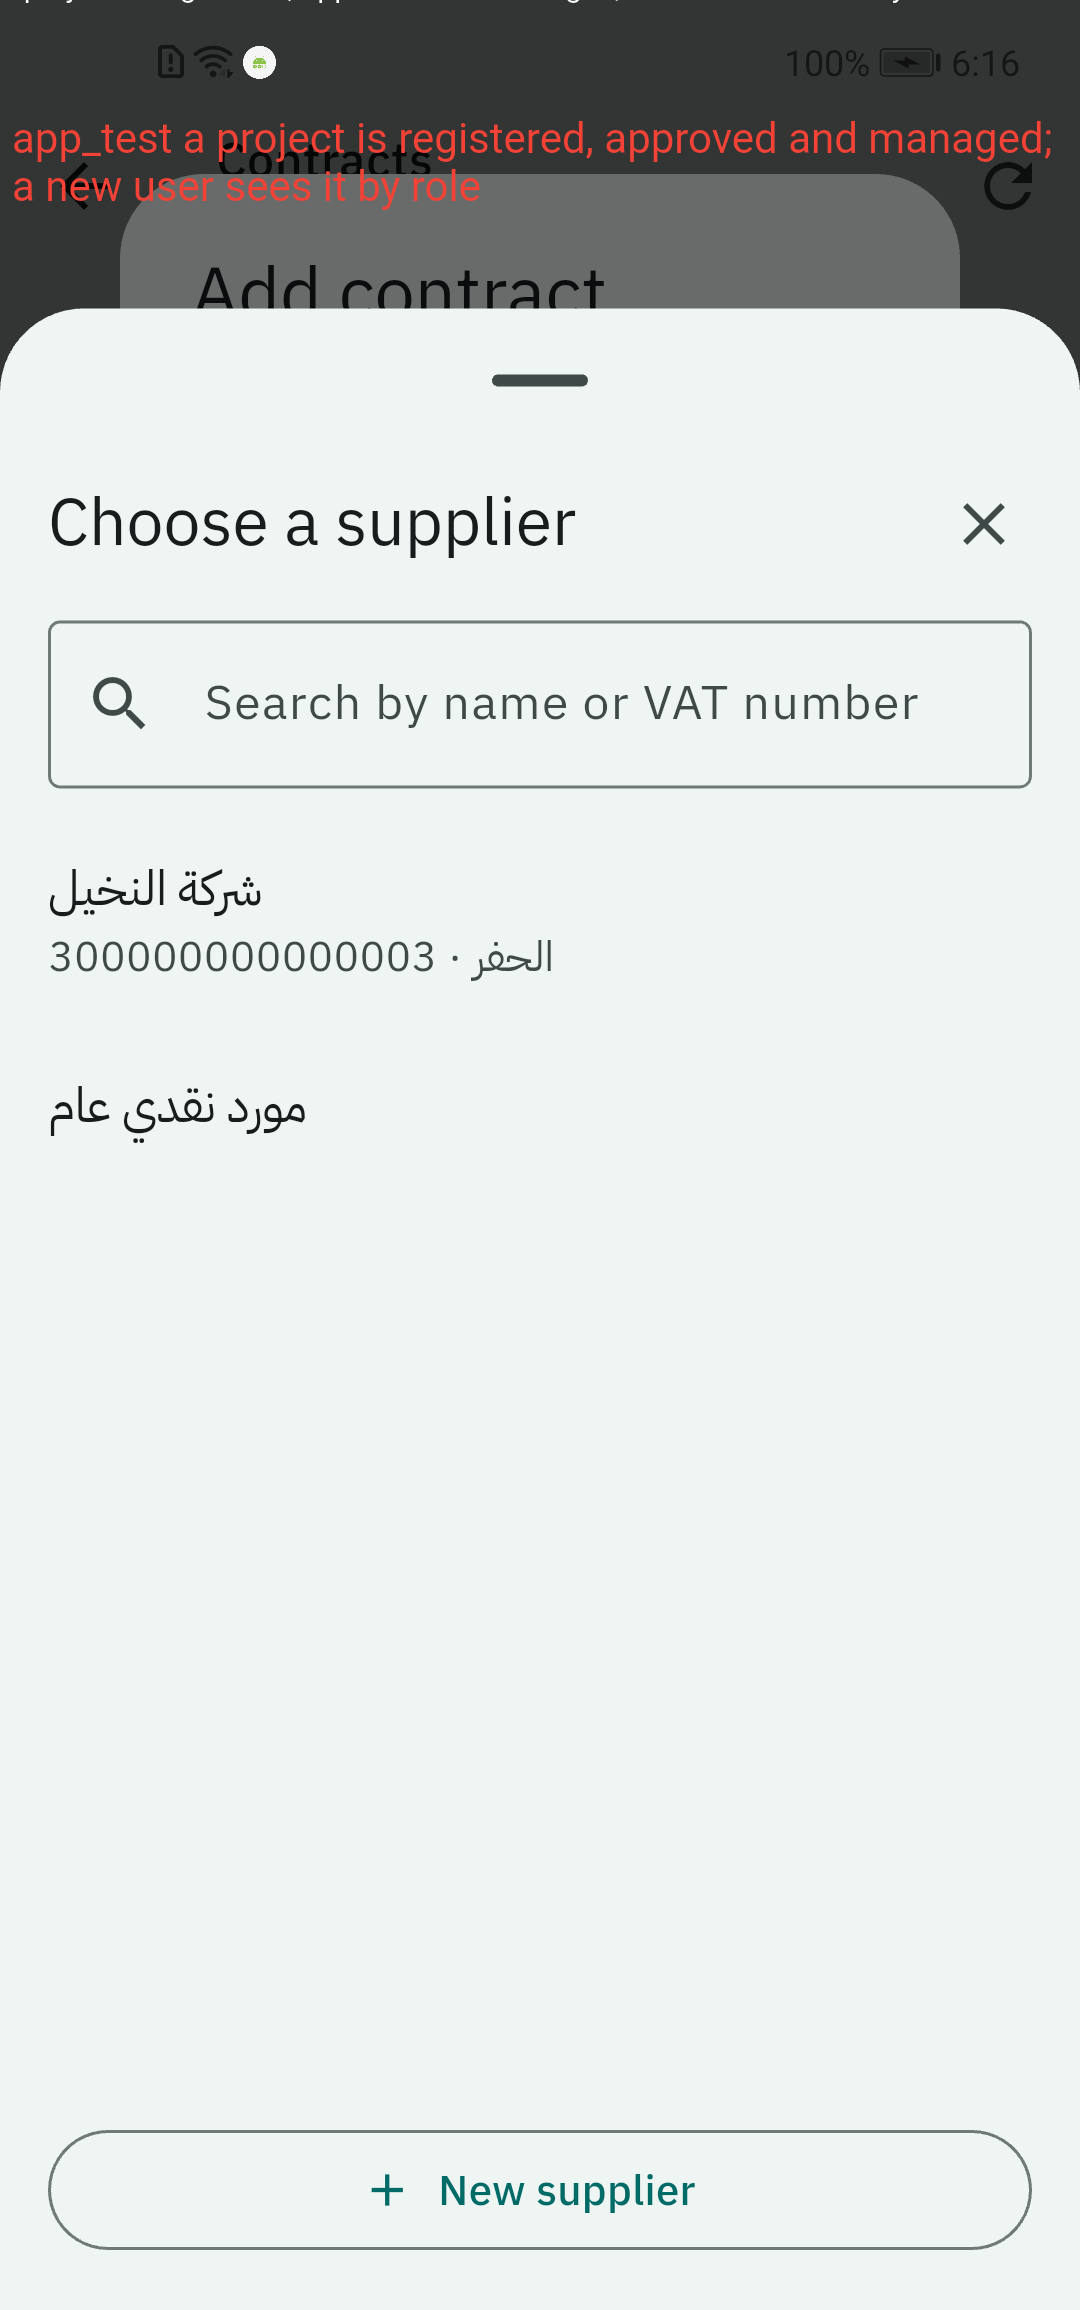 100% 6:16
app_test a project is registered, approved and managed;
a new user sees it by role
Contracts
Add contract
Choose a supplier
Search by name or VAT number
شركة النخيل
300000000000003 · الحفر
مورد نقدي عام
New supplier